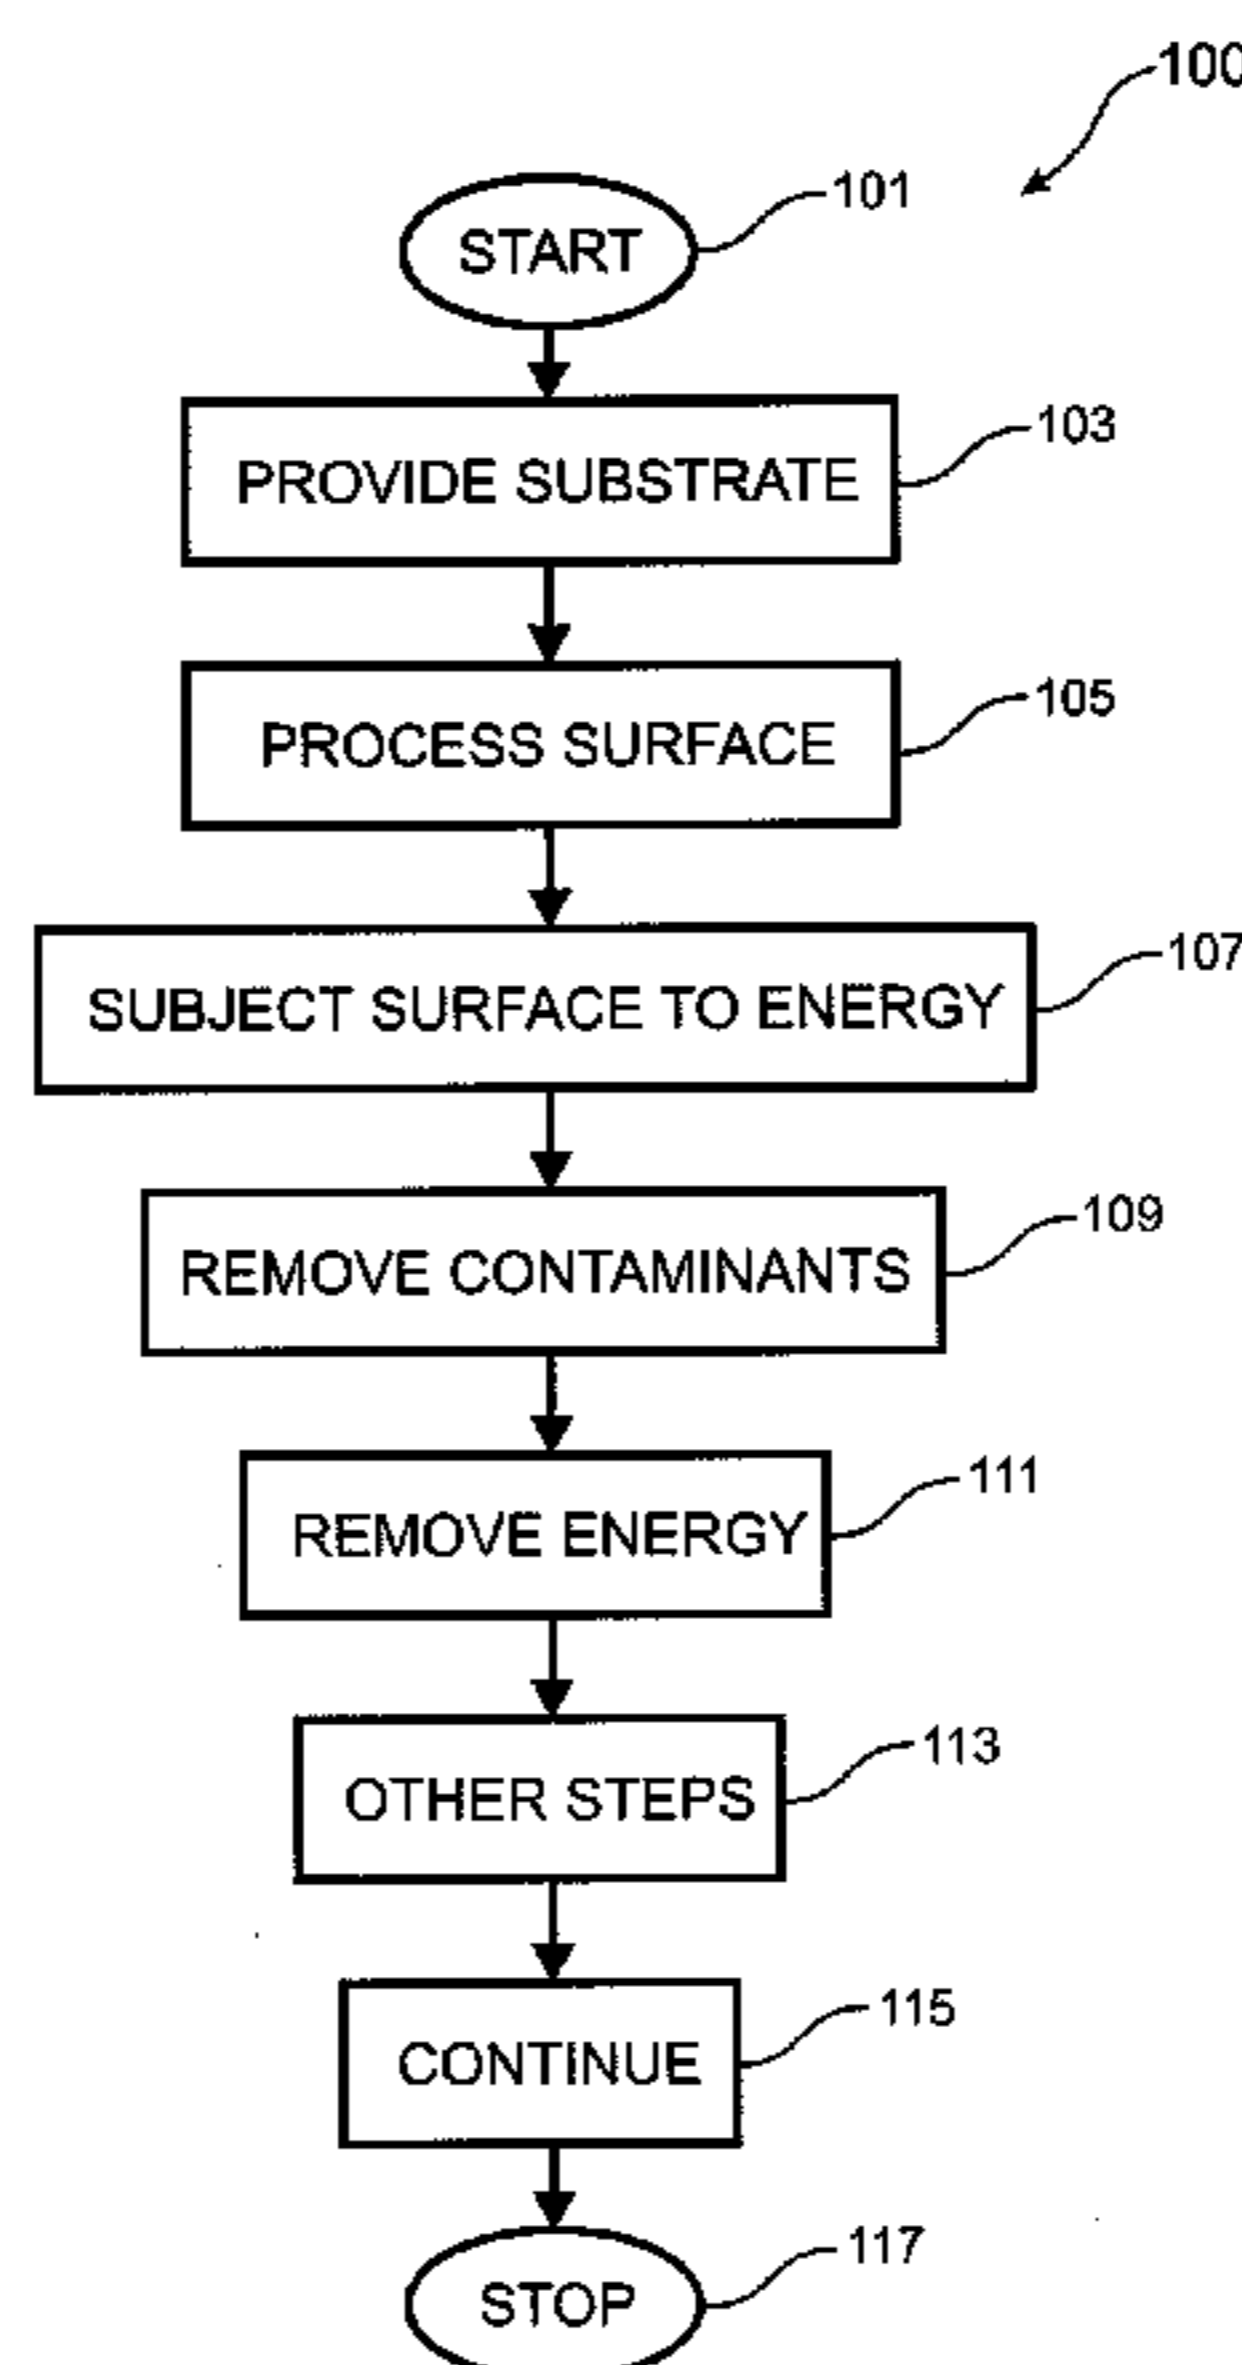 100
START
101
PROVIDE SUBSTRATE
103
PROCESS SURFACE
105
SUBJECT SURFACE TO ENERGY
107
REMOVE CONTAMINANTS
109
REMOVE ENERGY
111
OTHER STEPS
113
CONTINUE
115
STOP
117